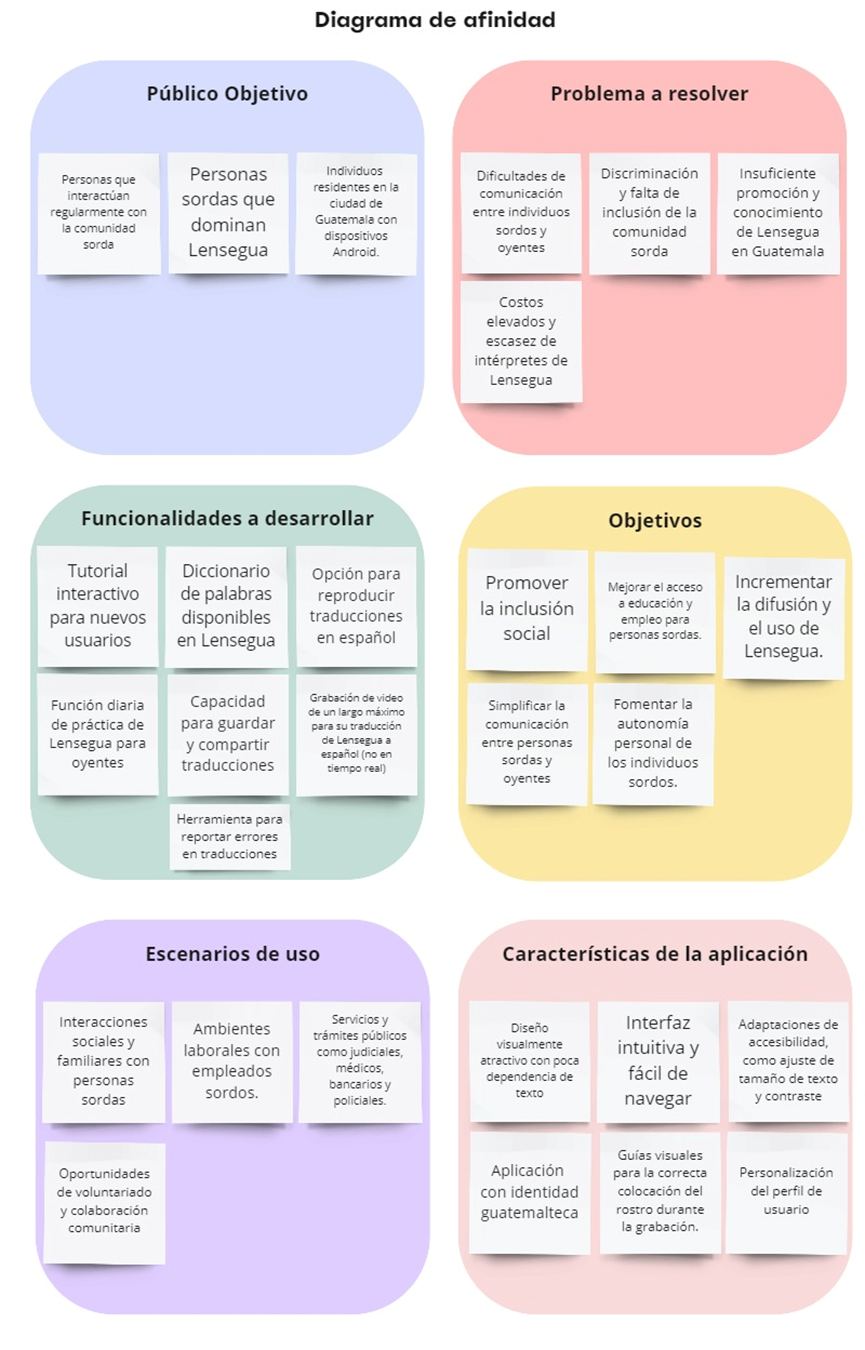 Diagrama de afinidad
Público Objetivo
Personas que
interactúan
regularmente con
la comunidad
sorda
Personas
sordas que
dominan
Lensegua
Individuos
residentes en la
ciudad de
Guatemala con
dispositivos
Android.
Problema a resolver
Dificultades de
comunicación
entre individuos
sordos y
oyentes
Discriminación
y falta de
inclusión de la
comunidad
sorda
Insuficiente
promoción y
conocimiento
de Lensegua
en Guatemala
Costos
elevados y
escasez de
intérpretes de
Lensegua
Funcionalidades a desarrollar
Tutorial
interactivo
para nuevos
usuarios
Diccionario
de palabras
disponibles
en Lensegua
Opción para
reproducir
traducciones
en español
Función diaria
de práctica de
Lensegua para
oyentes
Capacidad
para guardar
y compartir
traducciones
Grabación de video
de un largo máximo
para su traducción
de Lensegua a
español (no en
tiempo real)
Herramienta para
reportar errores
en traducciones
Objetivos
Promover
la inclusión
social
Mejorar el acceso
a educación y
empleo para
personas sordas.
Incrementar
la difusión y
el uso de
Lensegua.
Simplificar la
comunicación
entre personas
sordas y
oyentes
Fomentar la
autonomía
personal de
los individuos
sordos.
Escenarios de uso
Interacciones
sociales y
familiares con
personas
sordas
Ambientes
laborales con
empleados
sordos.
Servicios y
trámites públicos
como judiciales,
médicos,
bancarios y
policiales.
Oportunidades
de voluntariado
y colaboración
comunitaria
Características de la aplicación
Diseño
visualmente
atractivo con poca
dependencia de
texto
Interfaz
intuitiva y
fácil de
navegar
Adaptaciones de
accesibilidad,
como ajuste de
tamaño de texto
y contraste
Aplicación
con identidad
guatemalteca
Guías visuales
para la correcta
colocación del
rostro durante
la grabación.
Personalización
del perfil de
usuario